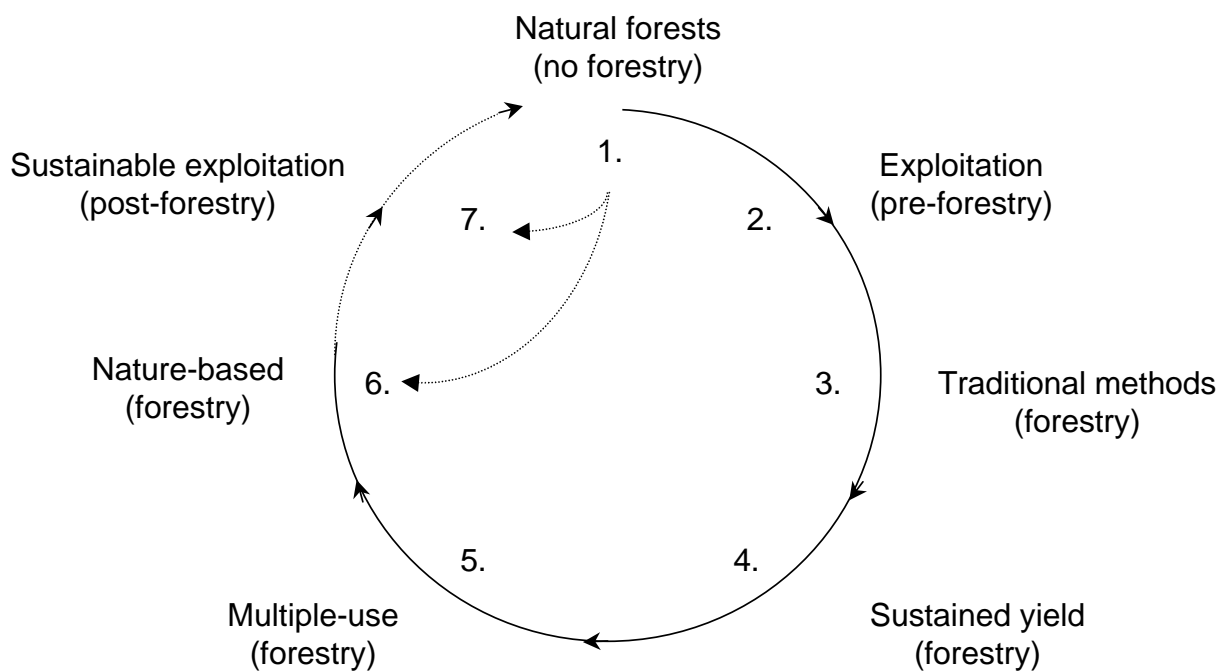 Natural forests
(no forestry)
1.
Exploitation
(pre-forestry)
2.
3.
Traditional methods
(forestry)
4.
Sustained yield
(forestry)
5.
Multiple-use
(forestry)
6.
Nature-based
(forestry)
7.
Sustainable exploitation
(post-forestry)